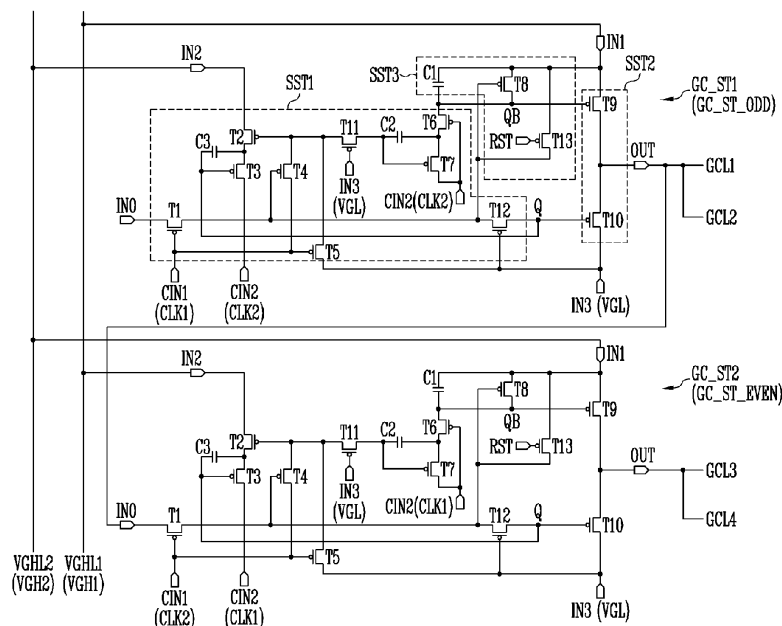 IN1
IN2
SST1
SST3
C1
T8
SST2
GC_ST1
(GC_ST_ODD)
T9
QB
T6
T11
C2
T2
C3
RST
T13
OUT
T3
T4
T7
IN3
(VGL)
CIN2(CLK2)
GCL1
IN0
T1
T12
Q
T10
GCL2
T5
CIN1
(CLK1)
CIN2
(CLK2)
IN3 (VGL)
IN1
IN2
C1
T8
GC_ST2
(GC_ST_EVEN)
T9
QB
T6
T11
C2
T2
C3
RST
T13
OUT
T3
T4
T7
IN3
(VGL)
CIN2(CLK1)
GCL3
IN0
T1
T12
Q
T10
GCL4
T5
VGHL2
(VGH2)
VGHL1
(VGH1)
CIN1
(CLK2)
CIN2
(CLK1)
IN3 (VGL)